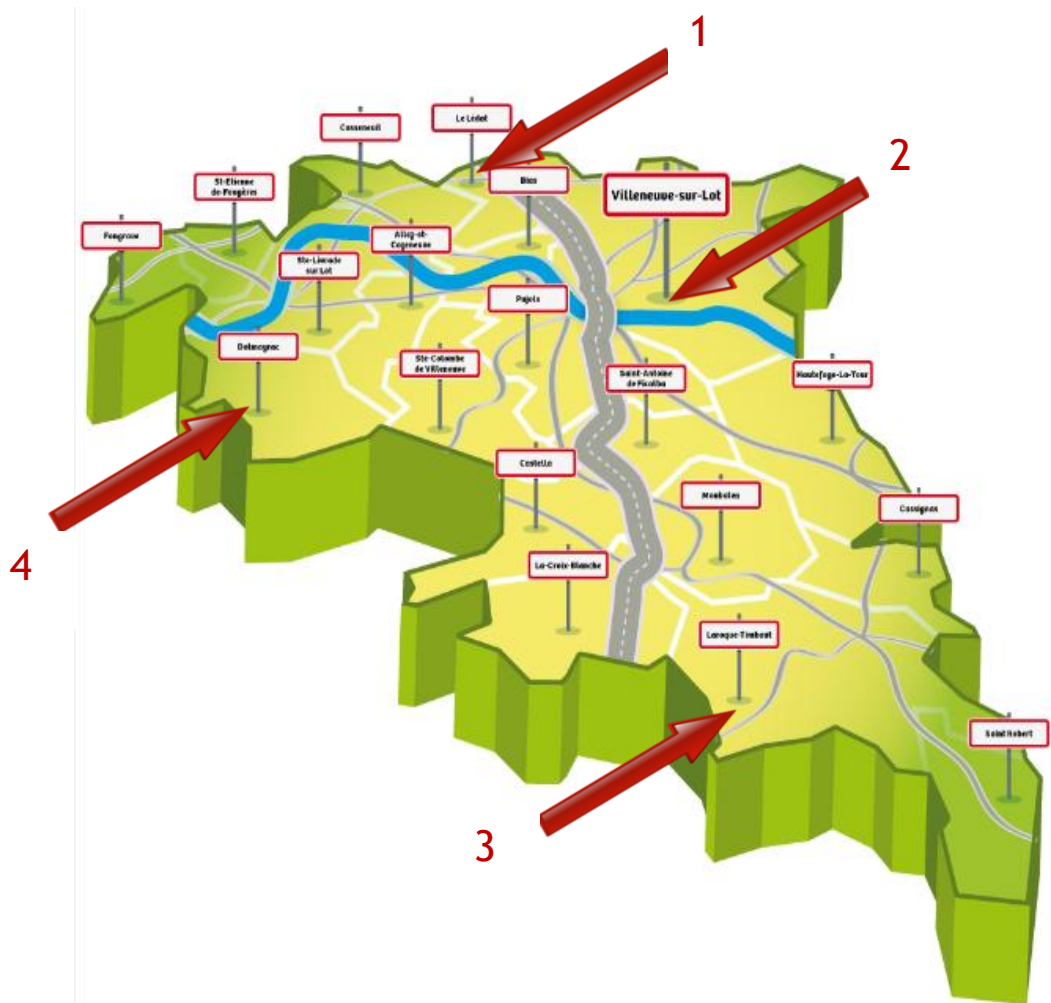 1
Le Lédat
Casseneuil
2
Bias
St-Etienne
de-Fougères
Villeneuve-sur-Lot
Fongrave
Allez-et-
Cazeneuve
Ste-Livrade
sur Lot
Pujols
Dolmayrac
Ste-Colombe
de Villeneuve
Saint-Antoine
de Ficalba
Hautefage-La-Tour
Castella
Monbalen
Cassignas
4
La-Croix-Blanche
Laroque-Timbaut
Saint Robert
3